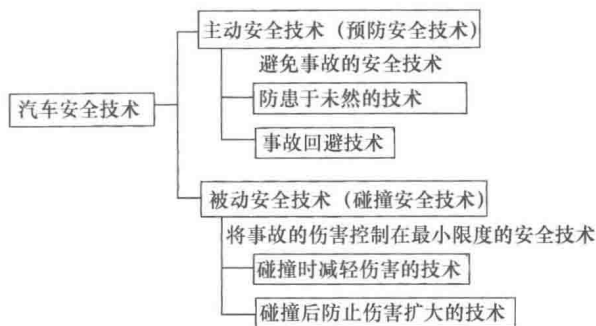 主动安全技术（预防安全技术）
避免事故的安全技术
防患于未然的技术
汽车安全技术
事故回避技术
被动安全技术（碰撞安全技术）
将事故的伤害控制在最小限度的安全技术
碰撞时减轻伤害的技术
碰撞后防止伤害扩大的技术